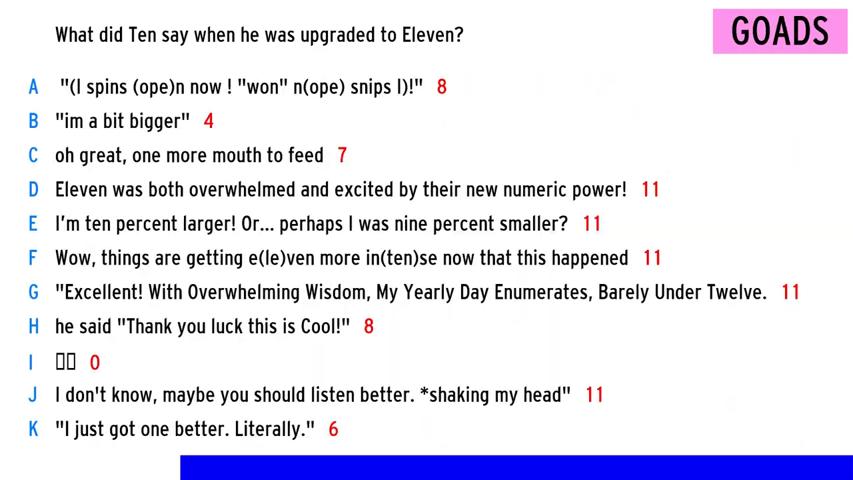 What did Ten say when he was upgraded to Eleven?
GOADS
A "(I spins (ope)n now ! "won" n(ope) snips I)!" 8
B "im a bit bigger" 4
C oh great, one more mouth to feed 7
D Eleven was both overwhelmed and excited by their new numeric power! 11
E I'm ten percent larger! Or... perhaps I was nine percent smaller? 11
F Wow, things are getting e(le)ven more in(ten)se now that this happened 11
G "Excellent! With Overwhelming Wisdom, My Yearly Day Enumerates, Barely Under Twelve. 11
H he said "Thank you luck this is Cool!" 8
I 0
J I don't know, maybe you should listen better. *shaking my head" 11
K "I just got one better. Literally." 6